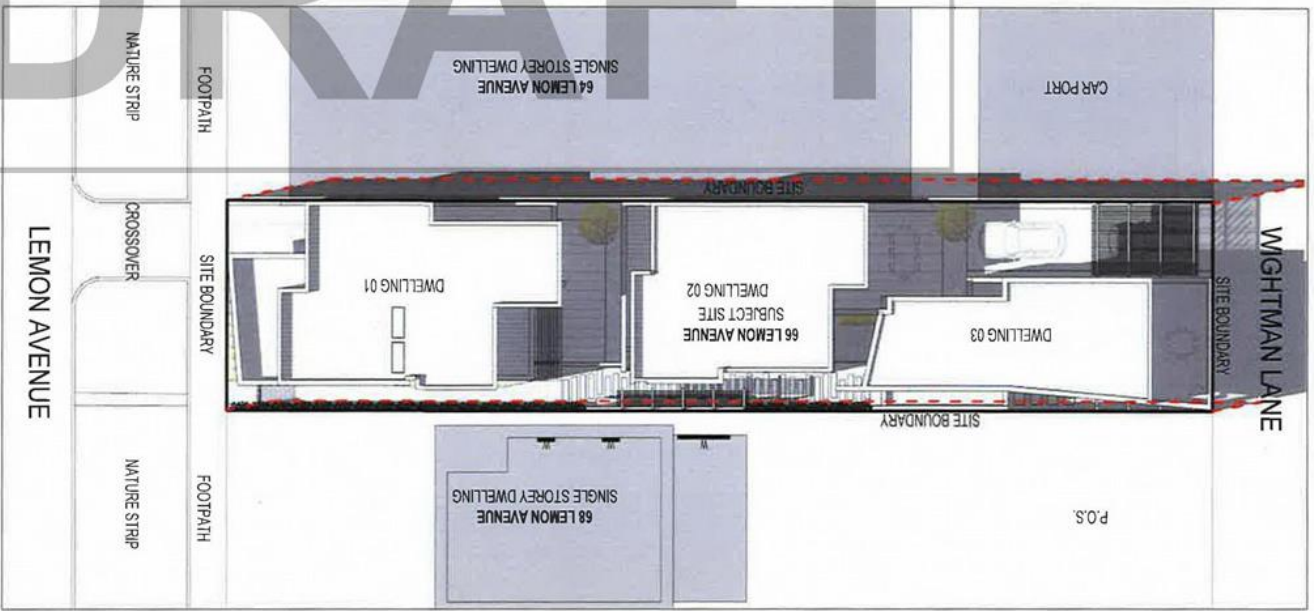 DRAFT
NATURE STRIP
FOOTPATH
64 LEMON AVENUE
SINGLE STOREY DWELLING
CAR PORT
SITE BOUNDARY
LEMON AVENUE
CROSSOVER
SITE BOUNDARY
DWELLING 01
66 LEMON AVENUE
SUBJECT SITE
DWELLING 02
DWELLING 03
SITE BOUNDARY
WIGHTMAN LANE
SITE BOUNDARY
NATURE STRIP
FOOTPATH
W
W
W
68 LEMON AVENUE
SINGLE STOREY DWELLING
P.O.S.